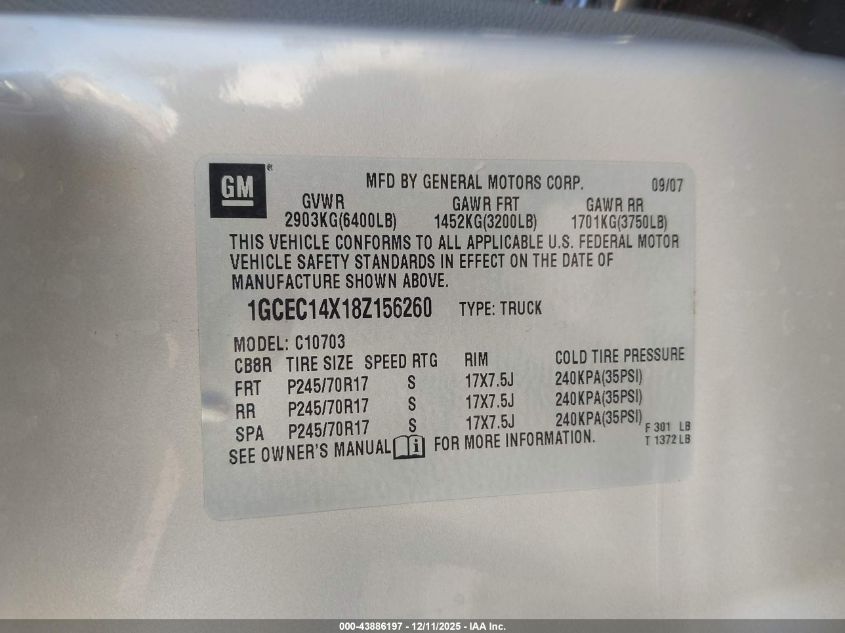 GM
MFD BY GENERAL MOTORS CORP. 09/07
GVWR GAWR FRT GAWR RR
2903KG(6400LB) 1452KG(3200LB) 1701KG(3750LB)
THIS VEHICLE CONFORMS TO ALL APPLICABLE U.S. FEDERAL MOTOR
VEHICLE SAFETY STANDARDS IN EFFECT ON THE DATE OF
MANUFACTURE SHOWN ABOVE.
1GCEC14X18Z156260 TYPE: TRUCK
MODEL: C10703
CB8R TIRE SIZE SPEED RTG RIM COLD TIRE PRESSURE
FRT P245/70R17 S 17X7.5J 240KPA(35PSI)
RR P245/70R17 S 17X7.5J 240KPA(35PSI)
SPA P245/70R17 S 17X7.5J 240KPA(35PSI) F 301 LB
SEE OWNER'S MANUAL i FOR MORE INFORMATION. T 1372 LB
000-43886197 - 12/11/2025 - IAA Inc.